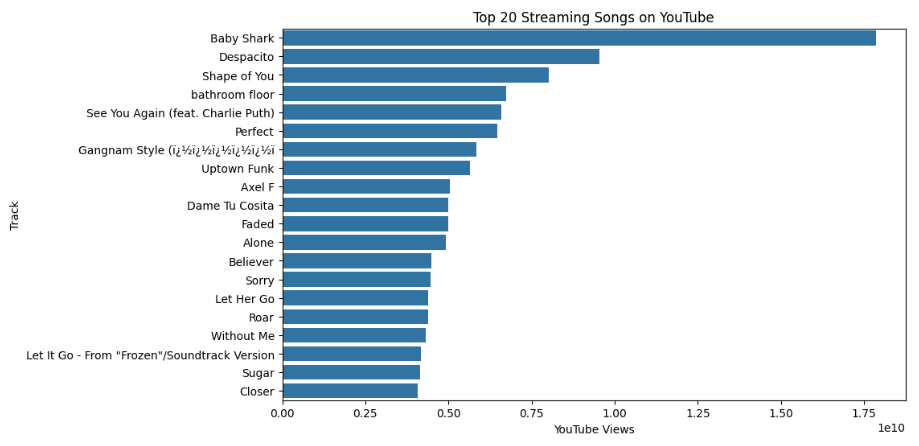 Top 20 Streaming Songs on YouTube
Track
Baby Shark
Despacito
Shape of You
bathroom floor
See You Again (feat. Charlie Puth)
Perfect
Gangnam Style (ï¿½ï¿½ï¿½ï¿½ï¿½ï
Uptown Funk
Axel F
Dame Tu Cosita
Faded
Alone
Believer
Sorry
Let Her Go
Roar
Without Me
Let It Go - From "Frozen"/Soundtrack Version
Sugar
Closer
0.00 0.25 0.50 0.75 1.00 1.25 1.50 1.75
1e10
YouTube Views